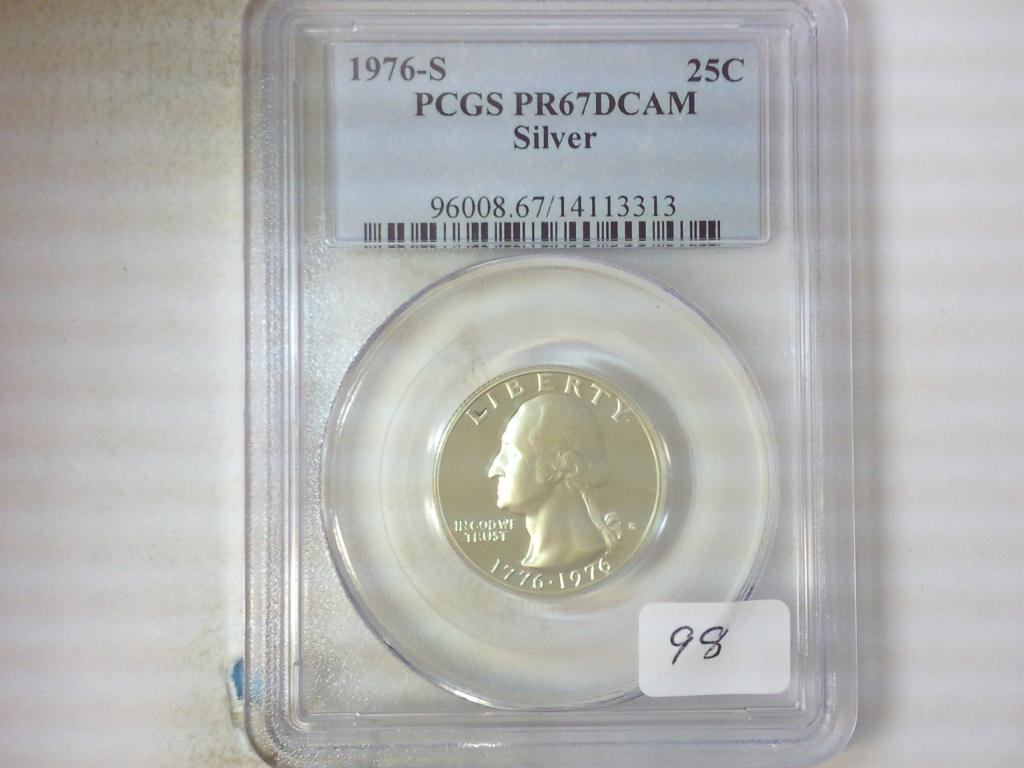 1976-S 25C
PCGS PR67DCAM
Silver
96008.67/14113313
LIBERTY
IN GOD WE
TRUST
S
1776·1976
98